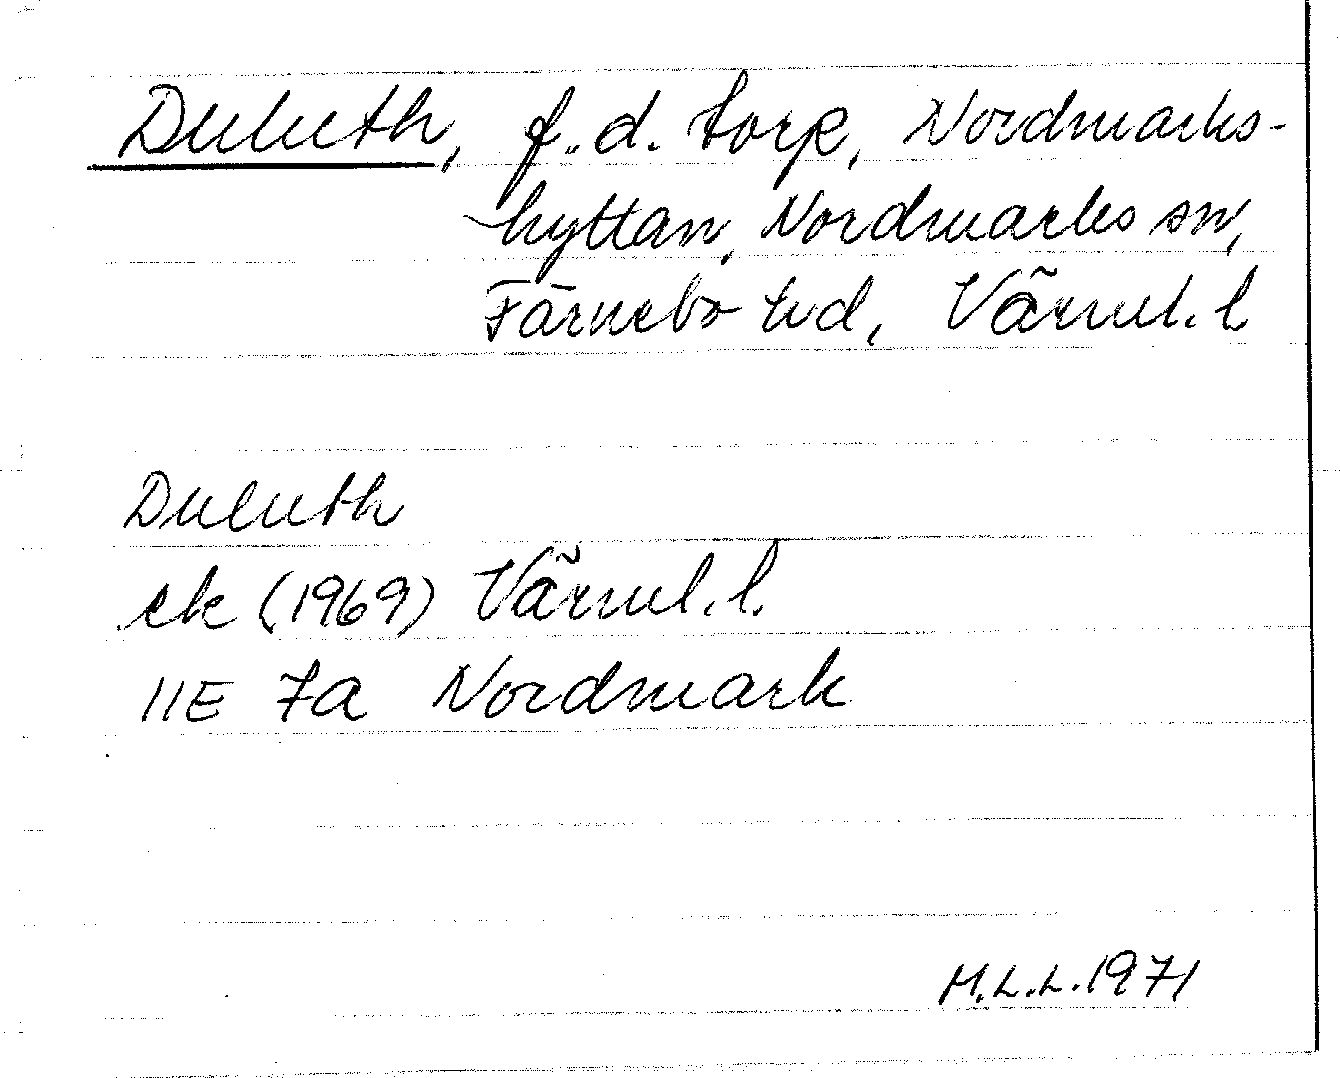 Duluth, f.d. torp, Nordmarks-
hyttan, Nordmarks sn,
Färnebo hd, Värml. l
Duluth
ek (1969) Värml. l.
11E 7a Nordmark
M.L.L. 1971